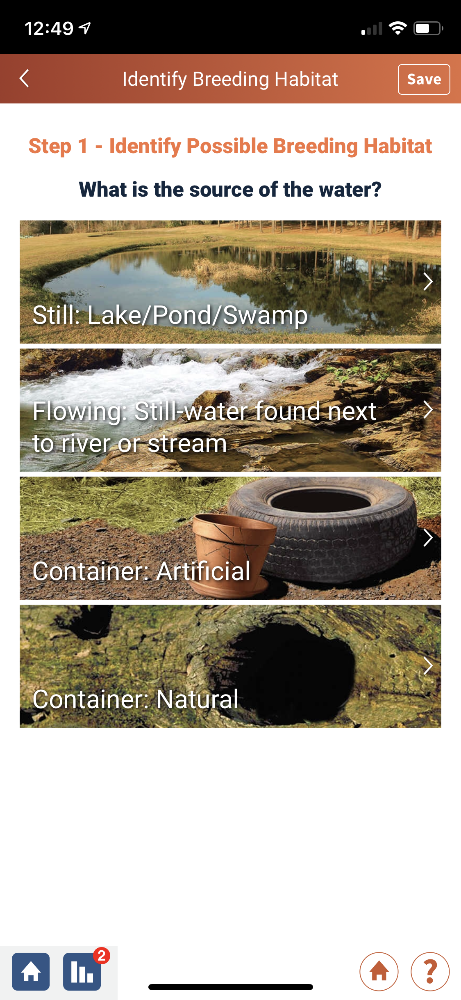 12:49
Identify Breeding Habitat
Save
Step 1 - Identify Possible Breeding Habitat
What is the source of the water?
Still: Lake/Pond/Swamp
Flowing: Still-water found next
to river or stream
Container: Artificial
Container: Natural
2
?